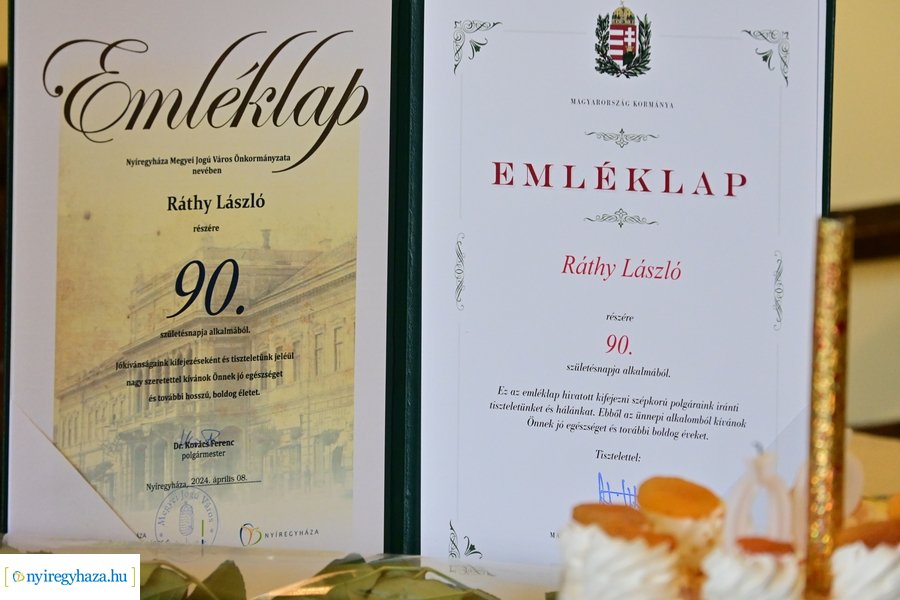 Emléklap
Nyíregyháza Megyei Jogú Város Önkormányzata
nevében
Ráthy László
részére
90.
születésnapja alkalmából.
Jókívánságaink kifejezéseként és tiszteletünk jeléül
nagy szeretettel kívánok Önnek jó egészséget
és további hosszú, boldog életet.
Dr. Kovács Ferenc
polgármester
Nyíregyháza, 2024. április 08.
Megyei Jogú Város
NYÍREGYHÁZA
MAGYARORSZÁG KORMÁNYA
EMLÉKLAP
Ráthy László
részére
90.
születésnapja alkalmából.
Ez az emléklap hivatott kifejezni szépkorú polgáraink iránti
tiszteletünket és hálánkat. Ebből az ünnepi alkalomból kívánok
Önnek jó egészséget és további boldog éveket.
Tisztelettel:
nyiregyhaza.hu